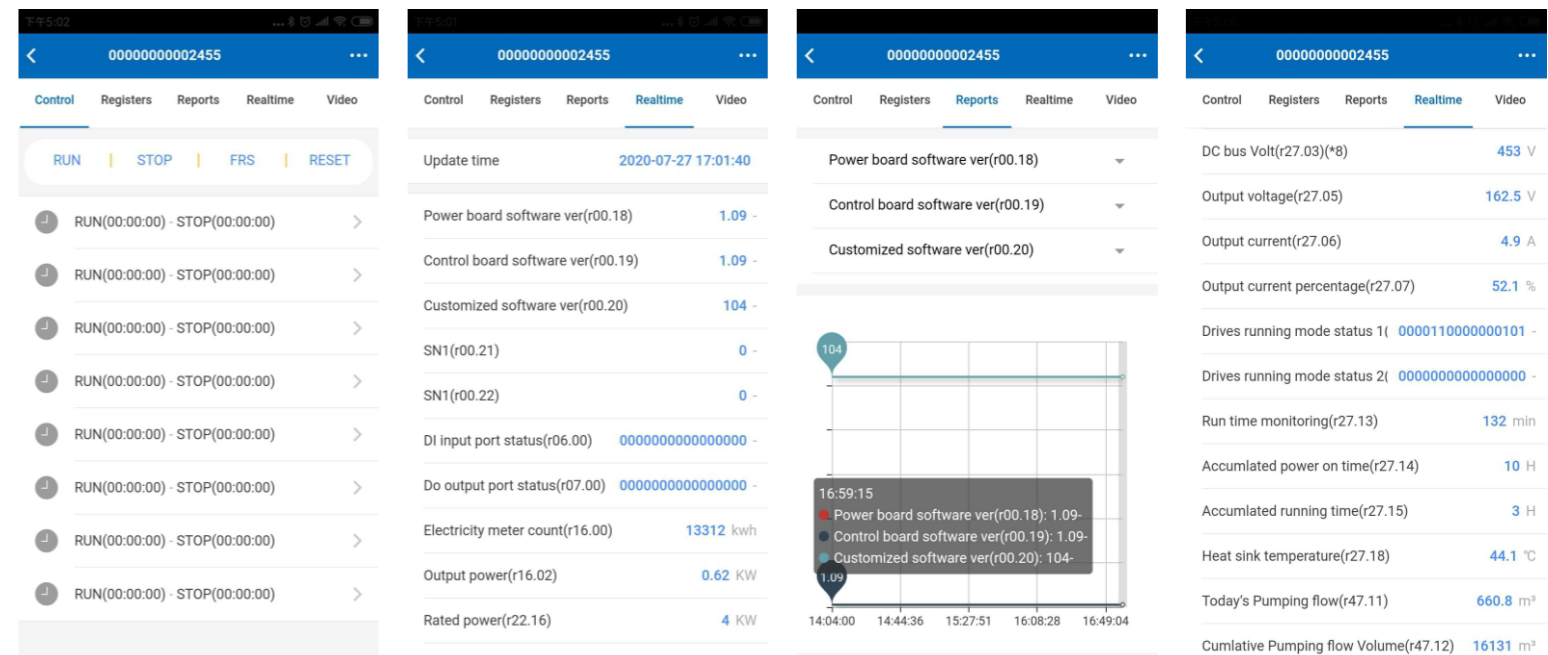 下午5:02
00000000002455
Control Registers Reports Realtime Video
RUN | STOP | FRS | RESET
RUN(00:00:00) - STOP(00:00:00)
RUN(00:00:00) - STOP(00:00:00)
RUN(00:00:00) - STOP(00:00:00)
RUN(00:00:00) - STOP(00:00:00)
RUN(00:00:00) - STOP(00:00:00)
RUN(00:00:00) - STOP(00:00:00)
RUN(00:00:00) - STOP(00:00:00)
RUN(00:00:00) - STOP(00:00:00)
下午5:01
00000000002455
Control Registers Reports Realtime Video
Update time 2020-07-27 17:01:40
Power board software ver(r00.18) 1.09 -
Control board software ver(r00.19) 1.09 -
Customized software ver(r00.20) 104 -
SN1(r00.21) 0 -
SN1(r00.22) 0 -
DI input port status(r06.00) 0000000000000000 -
Do output port status(r07.00) 0000000000000000 -
Electricity meter count(r16.00) 13312 kwh
Output power(r16.02) 0.62 KW
Rated power(r22.16) 4 KW
00000000002455
Control Registers Reports Realtime Video
Power board software ver(r00.18)
Control board software ver(r00.19)
Customized software ver(r00.20)
104
16:59:15
Power board software ver(r00.18): 1.09-
Control board software ver(r00.19): 1.09-
Customized software ver(r00.20): 104-
1.09
14:04:00 14:44:36 15:27:51 16:08:28 16:49:04
00000000002455
Control Registers Reports Realtime Video
DC bus Volt(r27.03)(*8) 453 V
Output voltage(r27.05) 162.5 V
Output current(r27.06) 4.9 A
Output current percentage(r27.07) 52.1 %
Drives running mode status 1( 0000110000000101 -
Drives running mode status 2( 0000000000000000 -
Run time monitoring(r27.13) 132 min
Accumlated power on time(r27.14) 10 H
Accumlated running time(r27.15) 3 H
Heat sink temperature(r27.18) 44.1 ℃
Today's Pumping flow(r47.11) 660.8 m³
Cumlative Pumping flow Volume(r47.12) 16131 m³